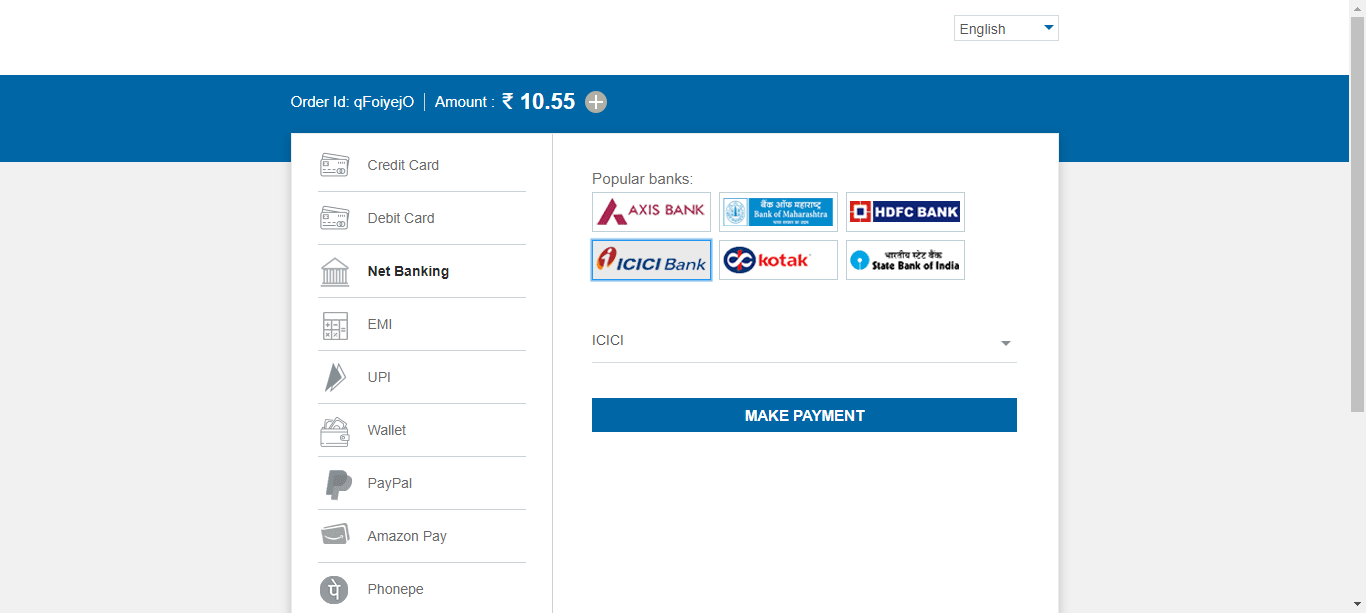 English
Order Id: qFoiyejO
Amount : ₹ 10.55
Credit Card
Debit Card
Net Banking
EMI
UPI
Wallet
PayPal
Amazon Pay
Phonepe
Popular banks:
AXIS BANK
बैंक ऑफ महाराष्ट्र
Bank of Maharashtra
HDFC BANK
ICICI Bank
kotak
भारतीय स्टेट बैंक
State Bank of India
ICICI
MAKE PAYMENT